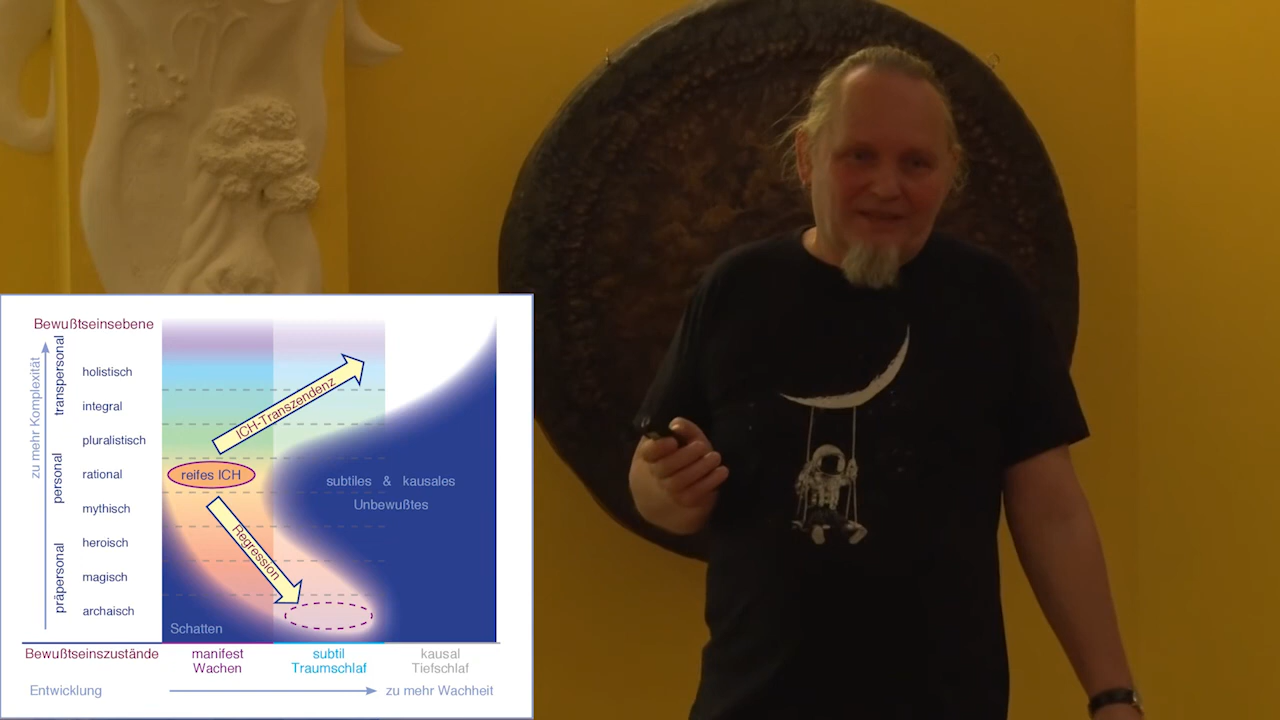 Bewußtseinsebene
zu mehr Komplexität
transpersonal
personal
präpersonal
holistisch
integral
pluralistisch
rational
mythisch
heroisch
magisch
archaisch
ICH-Transzendenz
reifes ICH
Regression
subtiles & kausales
Unbewußtes
Schatten
Bewußtseinszustände
manifest
Wachen
subtil
Traumschlaf
kausal
Tiefschlaf
Entwicklung
zu mehr Wachheit